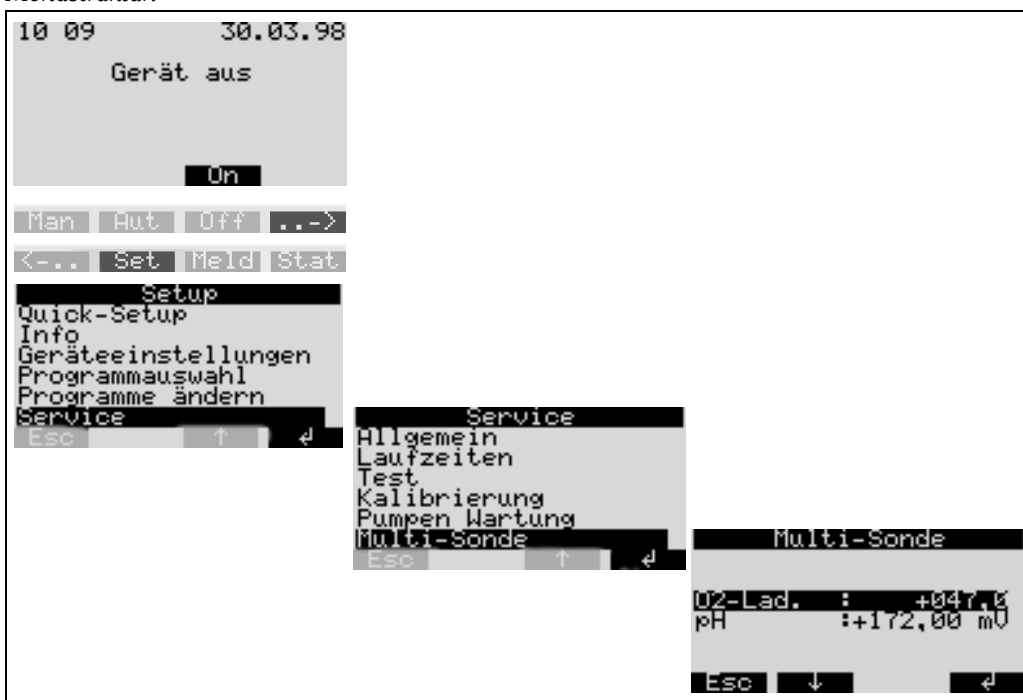 10 09 30.03.98
Gerät aus
On
Man Aut Off ..->
<-.. Set Meld Stat
Setup
Quick-Setup
Info
Geräteeinstellungen
Programmauswahl
Programme ändern
Service
Esc ↑ ↲
Service
Allgemein
Laufzeiten
Test
Kalibrierung
Pumpen Wartung
Multi-Sonde
Esc ↑ ↲
Multi-Sonde
O2-Lad. : +047,0
pH :+172,00 mV
Esc ↓ ↲